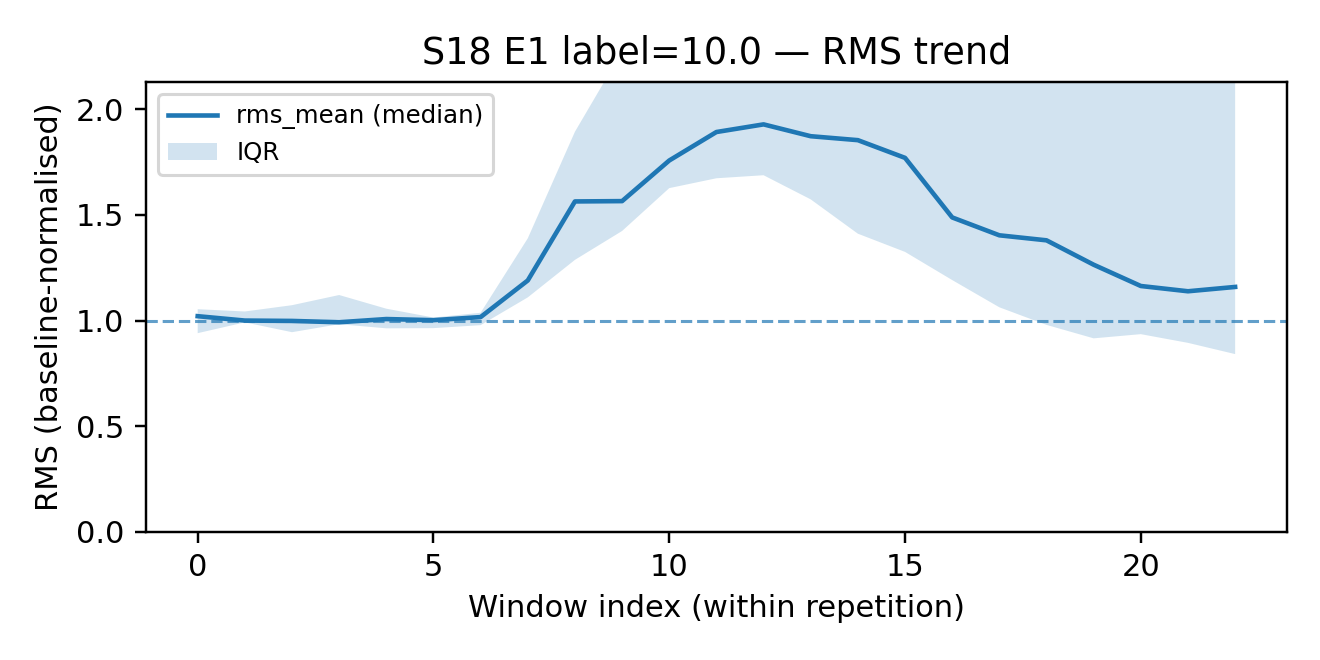 S18 E1 label=10.0 — RMS trend
rms_mean (median)
IQR
RMS (baseline-normalised)
2.0
1.5
1.0
0.5
0.0
0 5 10 15 20
Window index (within repetition)